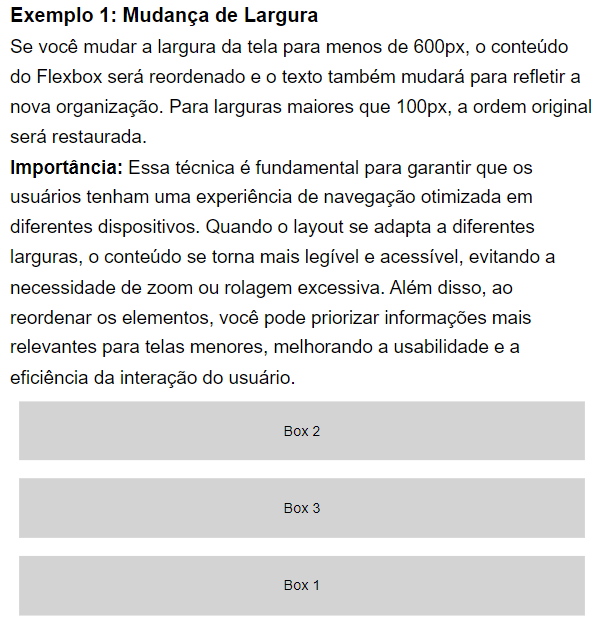 Exemplo 1: Mudança de Largura
Se você mudar a largura da tela para menos de 600px, o conteúdo
do Flexbox será reordenado e o texto também mudará para refletir a
nova organização. Para larguras maiores que 100px, a ordem original
será restaurada.
Importância: Essa técnica é fundamental para garantir que os
usuários tenham uma experiência de navegação otimizada em
diferentes dispositivos. Quando o layout se adapta a diferentes
larguras, o conteúdo se torna mais legível e acessível, evitando a
necessidade de zoom ou rolagem excessiva. Além disso, ao
reordenar os elementos, você pode priorizar informações mais
relevantes para telas menores, melhorando a usabilidade e a
eficiência da interação do usuário.
Box 2
Box 3
Box 1